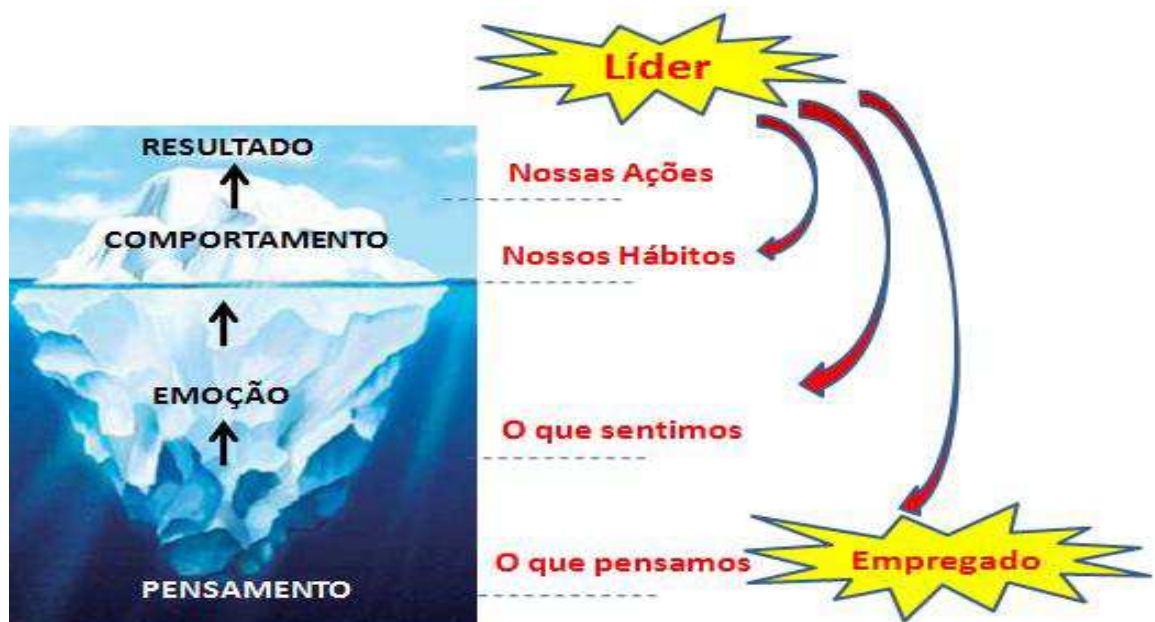 Líder
RESULTADO
Nossas Ações
COMPORTAMENTO
Nossos Hábitos
EMOÇÃO
O que sentimos
O que pensamos
Empregado
PENSAMENTO